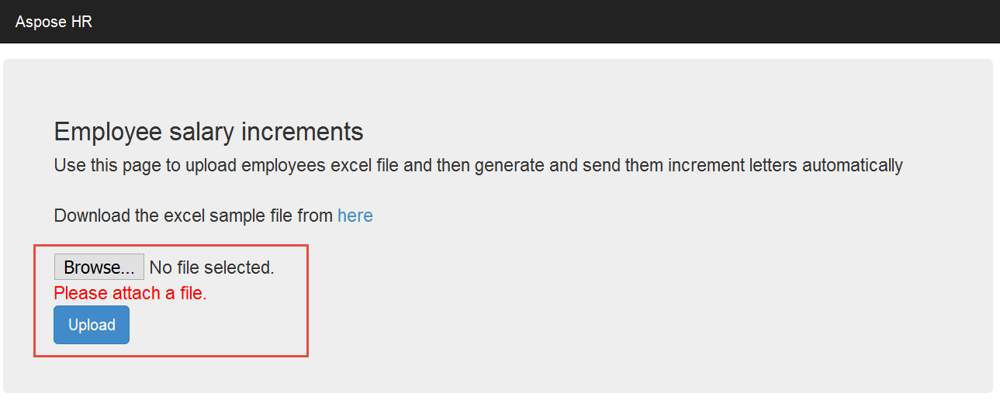 Aspose HR
Employee salary increments
Use this page to upload employees excel file and then generate and send them increment letters automatically
Download the excel sample file from here
Browse... No file selected.
Please attach a file.
Upload